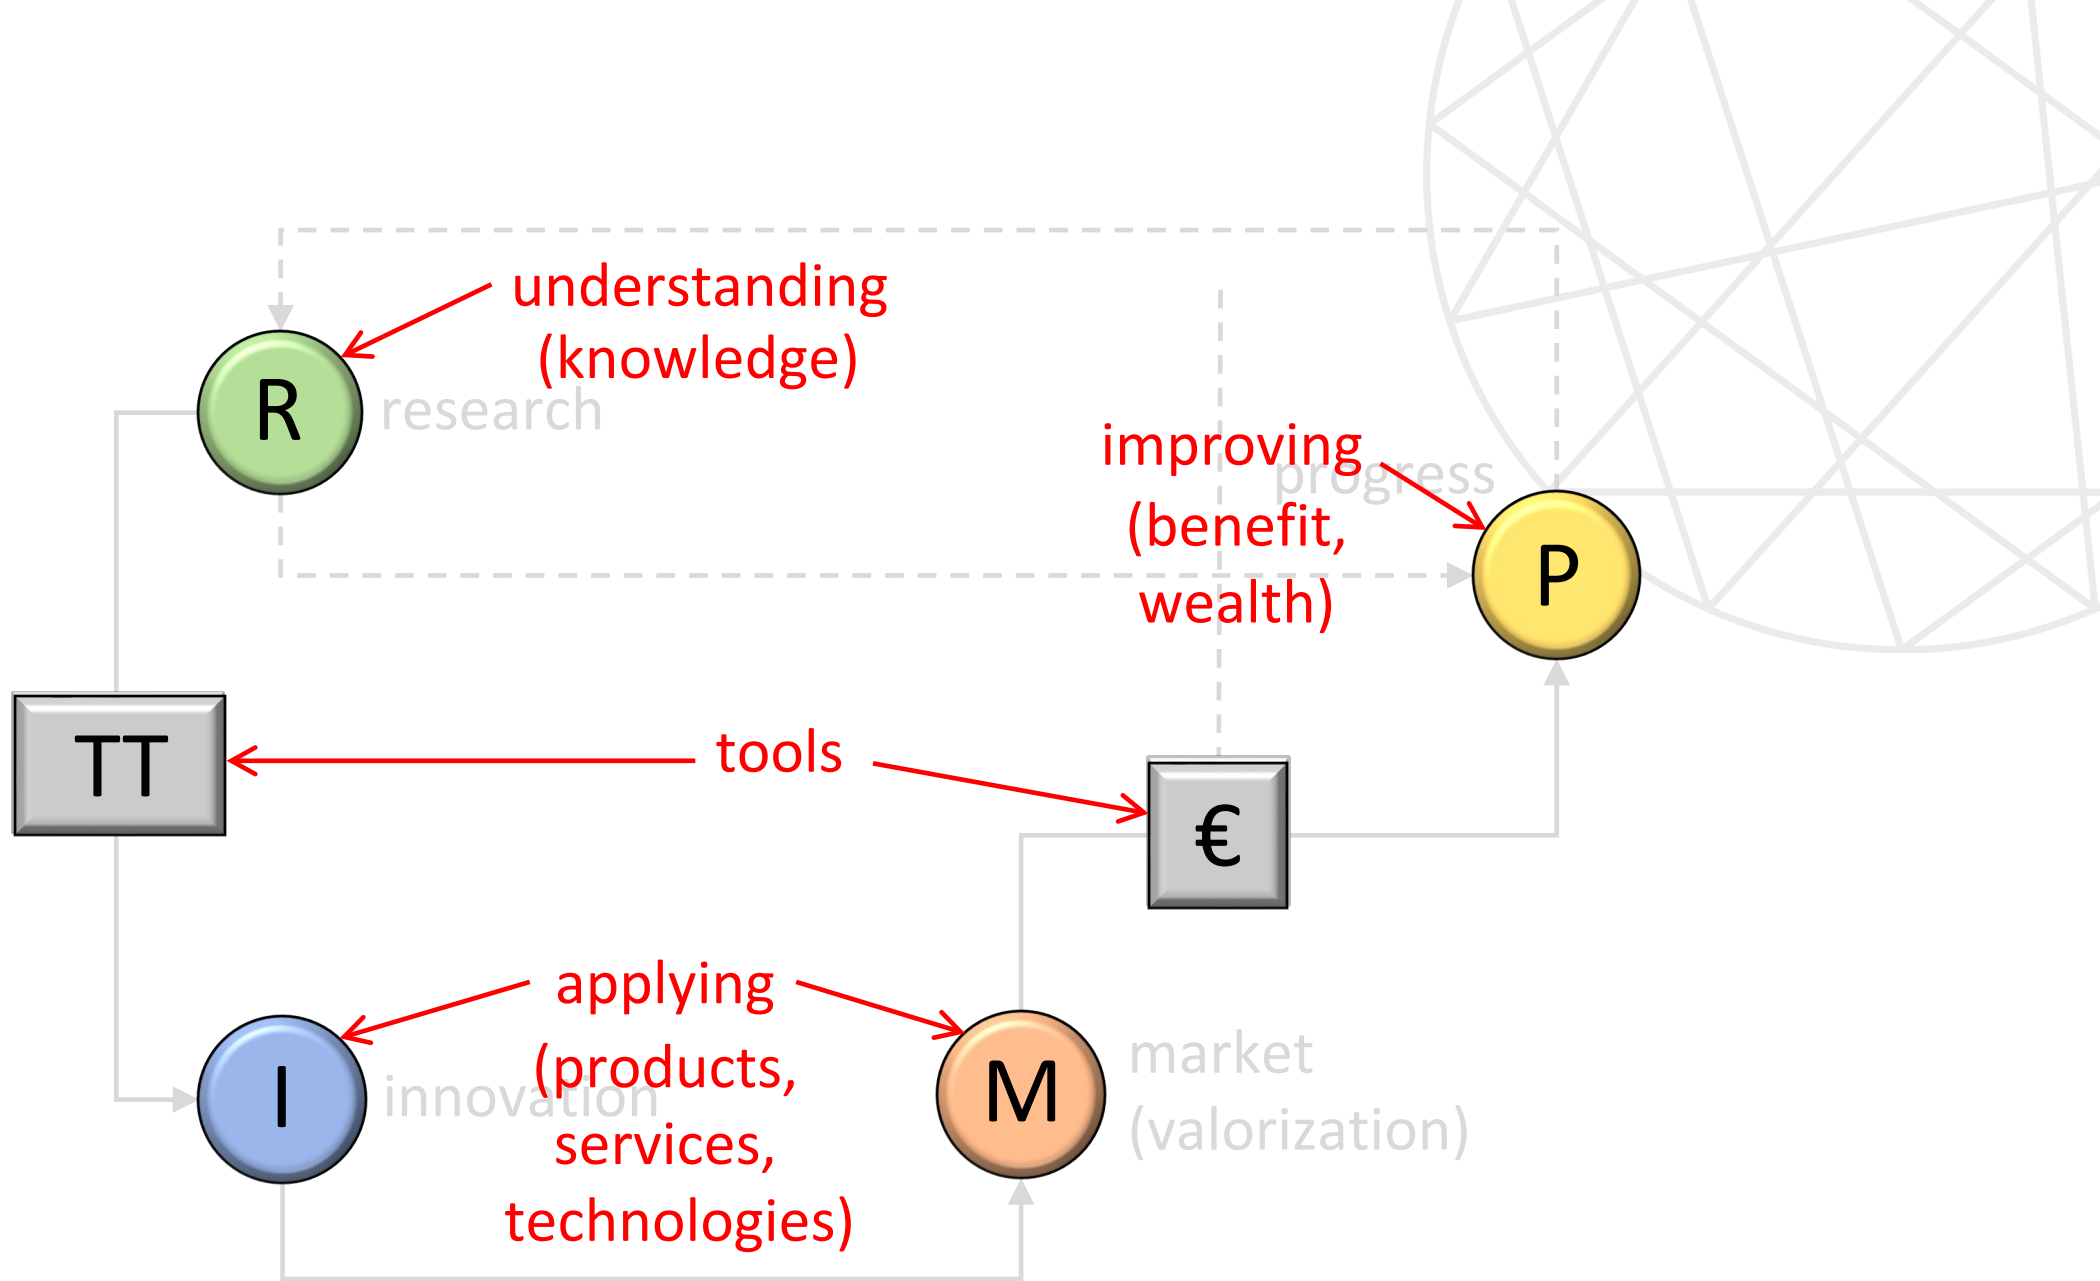 understanding
(knowledge)
R
research
improving
progress
(benefit,
wealth)
P
TT
tools
€
applying
(products,
services,
technologies)
I
innovation
M
market
(valorization)